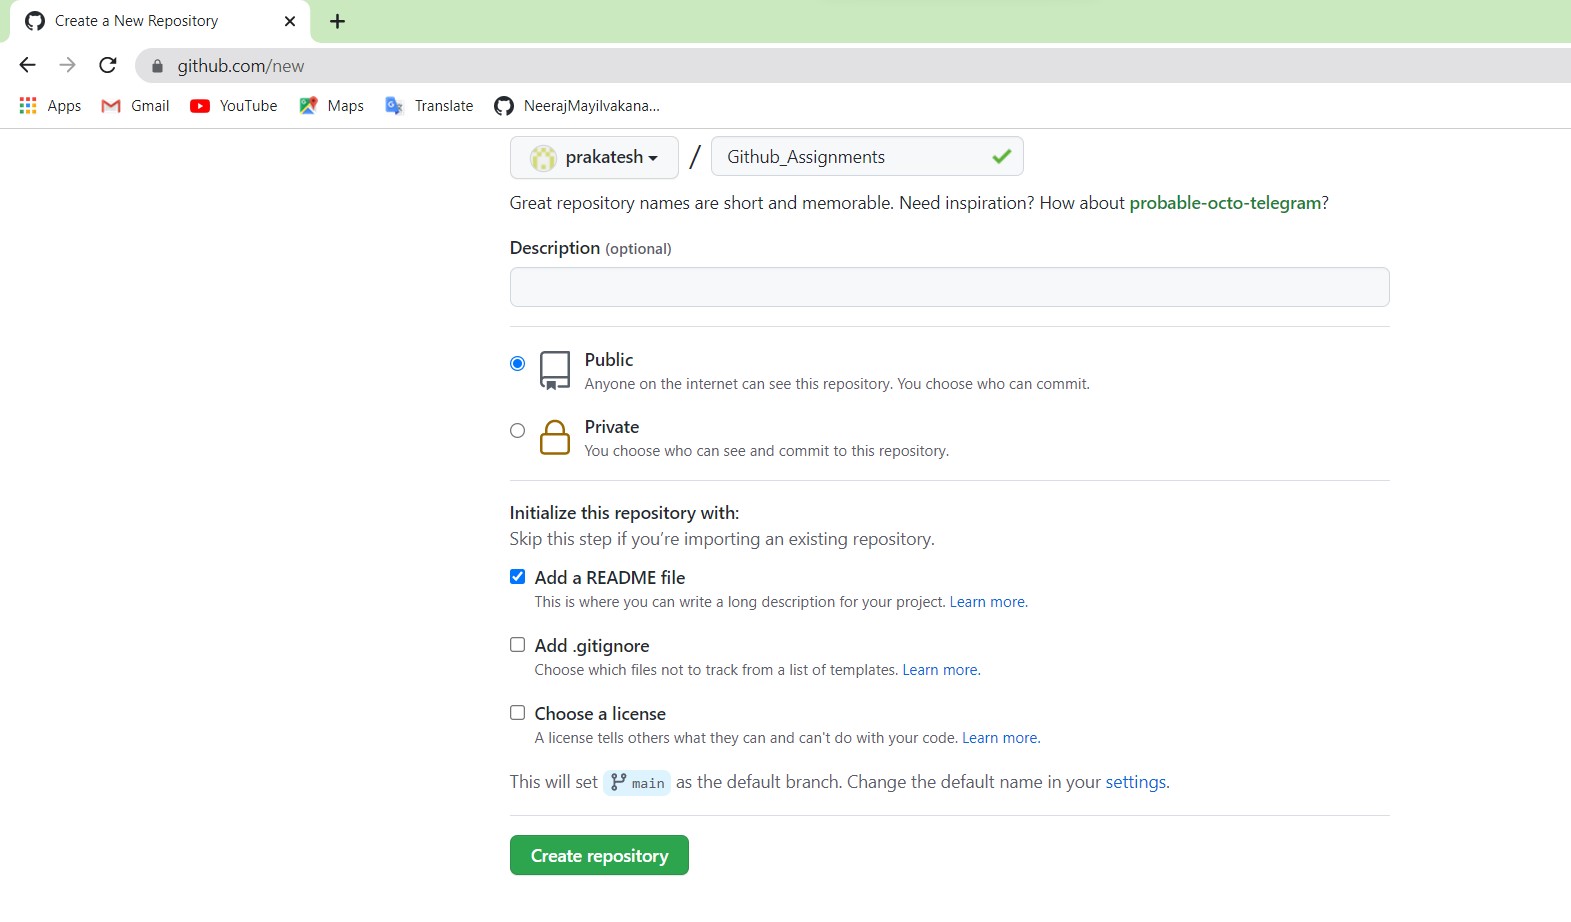 Create a New Repository
github.com/new
Apps Gmail YouTube Maps Translate NeerajMayilvakana...
prakatesh / Github_Assignments
Great repository names are short and memorable. Need inspiration? How about probable-octo-telegram?
Description (optional)
Public
Anyone on the internet can see this repository. You choose who can commit.
Private
You choose who can see and commit to this repository.
Initialize this repository with:
Skip this step if you’re importing an existing repository.
Add a README file
This is where you can write a long description for your project. Learn more.
Add .gitignore
Choose which files not to track from a list of templates. Learn more.
Choose a license
A license tells others what they can and can't do with your code. Learn more.
This will set main as the default branch. Change the default name in your settings.
Create repository